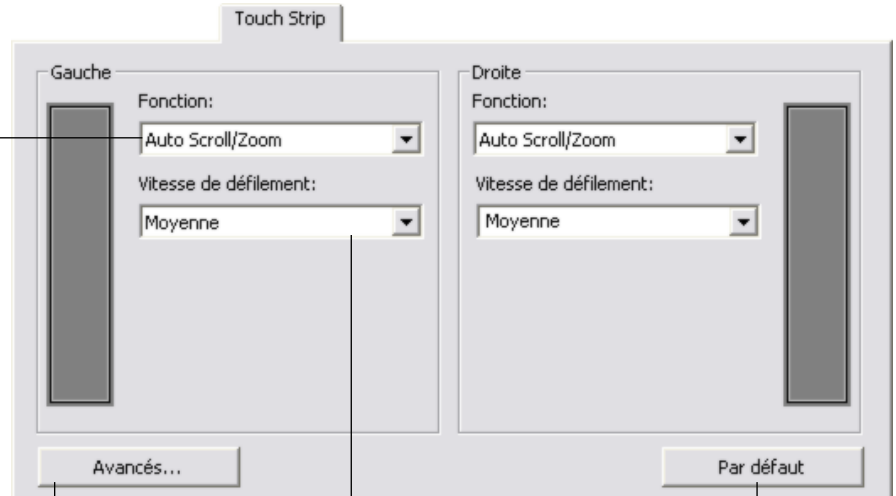 Touch Strip
Gauche
Fonction:
Auto Scroll/Zoom
Vitesse de défilement:
Moyenne
Droite
Fonction:
Auto Scroll/Zoom
Vitesse de défilement:
Moyenne
Avancés...
Par défaut